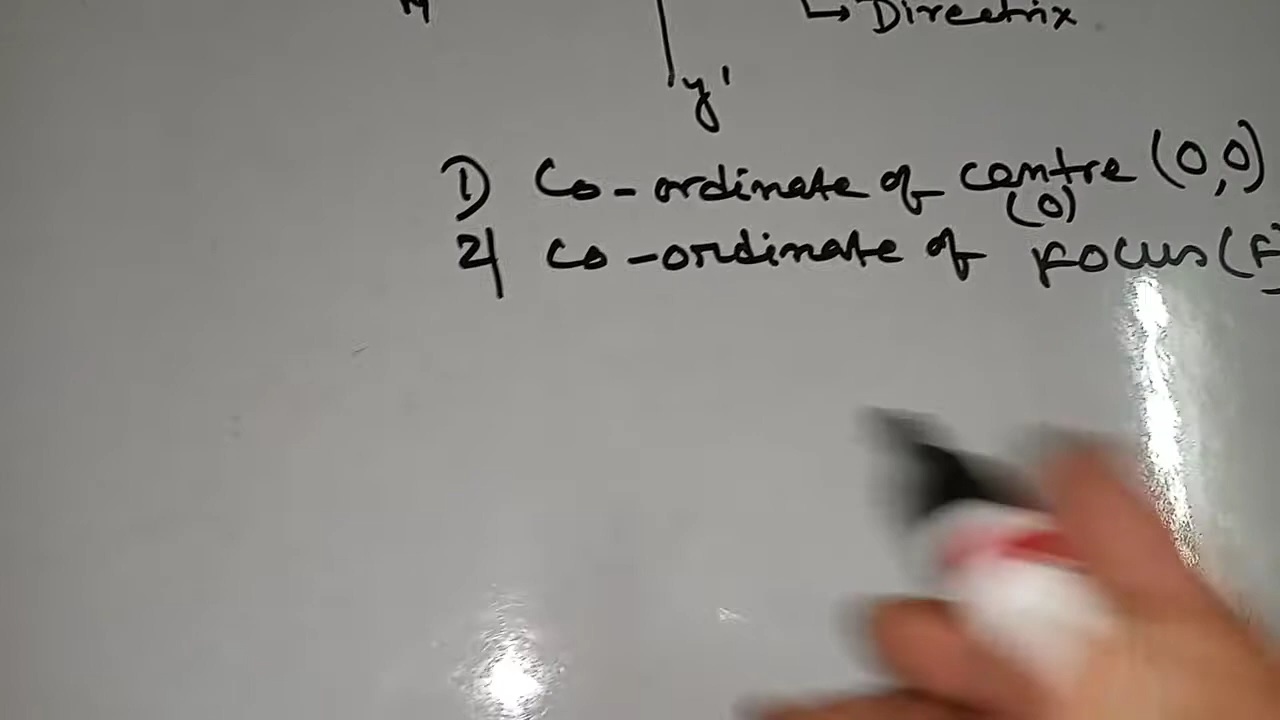 M
↳ Directrix
y'
1) Co-ordinate of centre (0,0)
(0)
2) Co-ordinate of Focus (F)